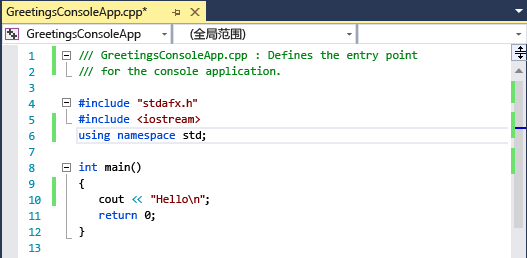 GreetingsConsoleApp.cpp*
GreetingsConsoleApp (全局范围)
1 /// GreetingsConsoleApp.cpp : Defines the entry point
2 /// for the console application.
3
4 #include "stdafx.h"
5 #include <iostream>
6 using namespace std;
7
8 int main()
9 {
10 cout << "Hello\n";
11 return 0;
12 }
13